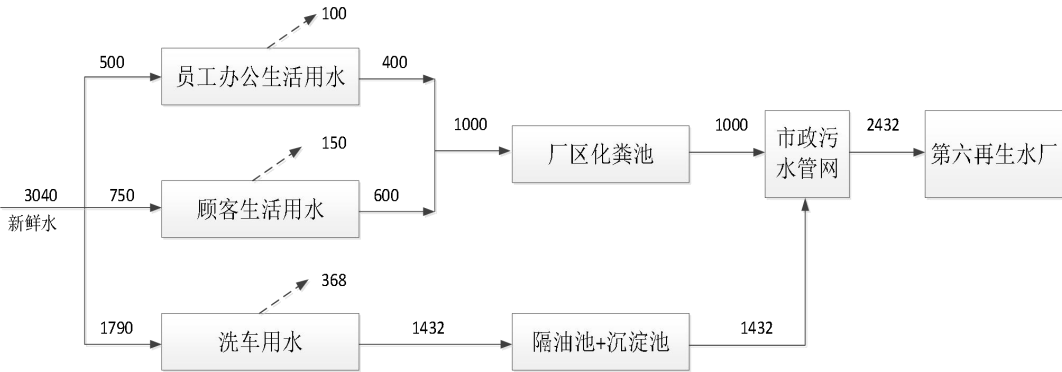 100
500
员工办公生活用水
400
1000
厂区化粪池
1000
市政污
水管网
2432
第六再生水厂
150
3040
新鲜水
750
顾客生活用水
600
368
1790
洗车用水
1432
隔油池+沉淀池
1432